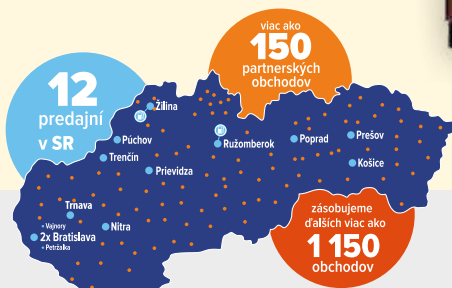 viac ako
150
partnerských
obchodov
12
predajní
v SR
Žilina
Púchov
Ružomberok
Poprad
Prešov
Trenčín
Prievidza
Košice
Trnava
• Vajnory
2x Bratislava
• Petržalka
Nitra
zásobujeme
ďalších viac ako
1 150
obchodov